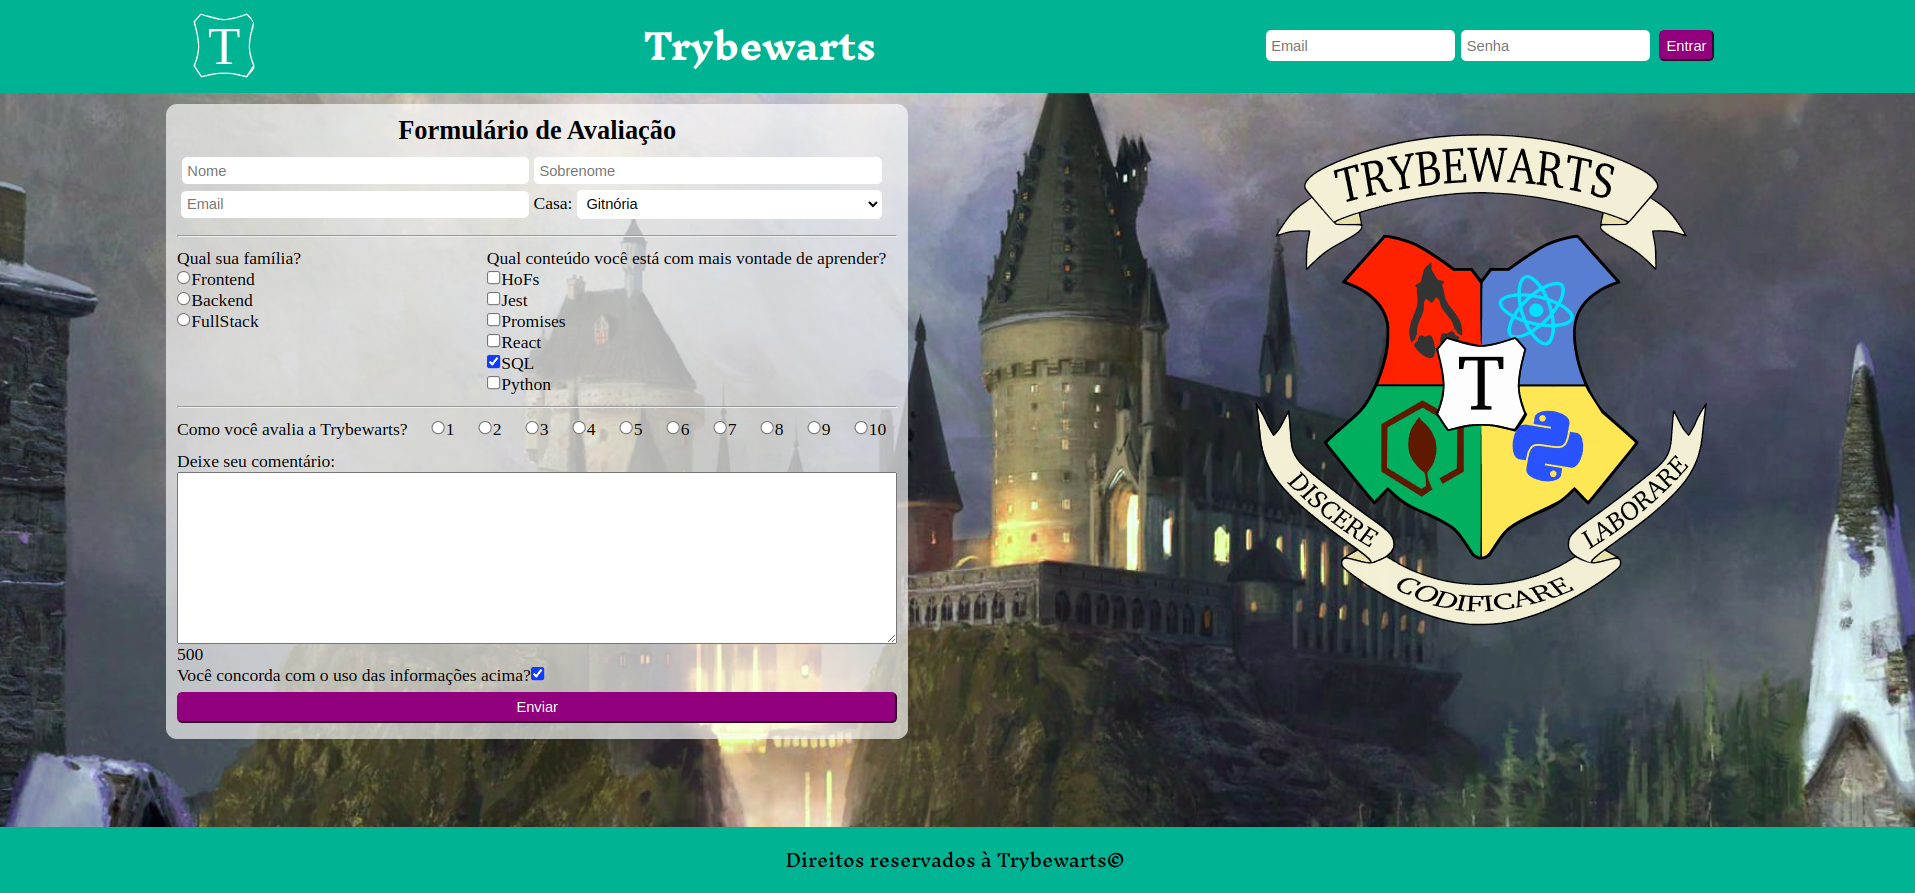 T
Trybewarts
Email
Senha
Entrar
Formulário de Avaliação
Nome
Sobrenome
Email
Casa:
Gitnória
Qual sua família?
Frontend
Backend
FullStack
Qual conteúdo você está com mais vontade de aprender?
HoFs
Jest
Promises
React
SQL
Python
Como você avalia a Trybewarts? 1 2 3 4 5 6 7 8 9 10
Deixe seu comentário:
500
Você concorda com o uso das informações acima?
Enviar
TRYBEWARTS
T
DISCERE
CODIFICARE
LABORARE
Direitos reservados à Trybewarts©